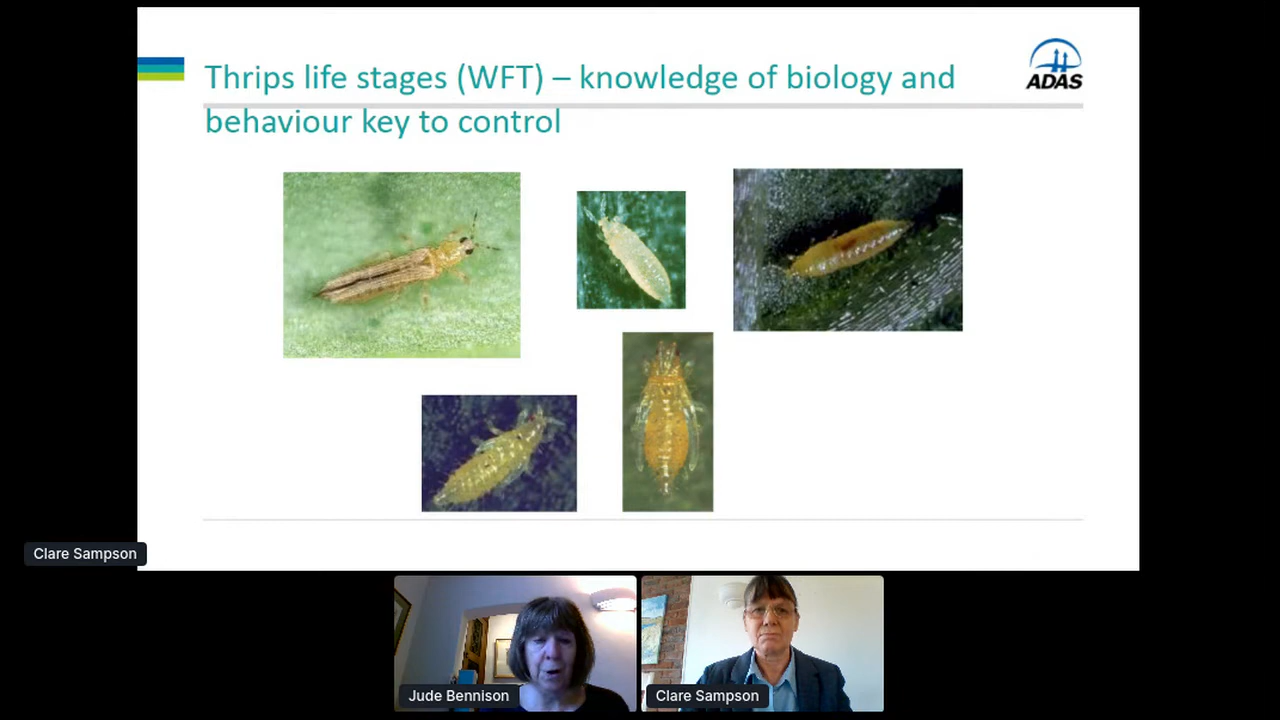 Thrips life stages (WFT) – knowledge of biology and
behaviour key to control
ADAS
Clare Sampson
Jude Bennison
Clare Sampson